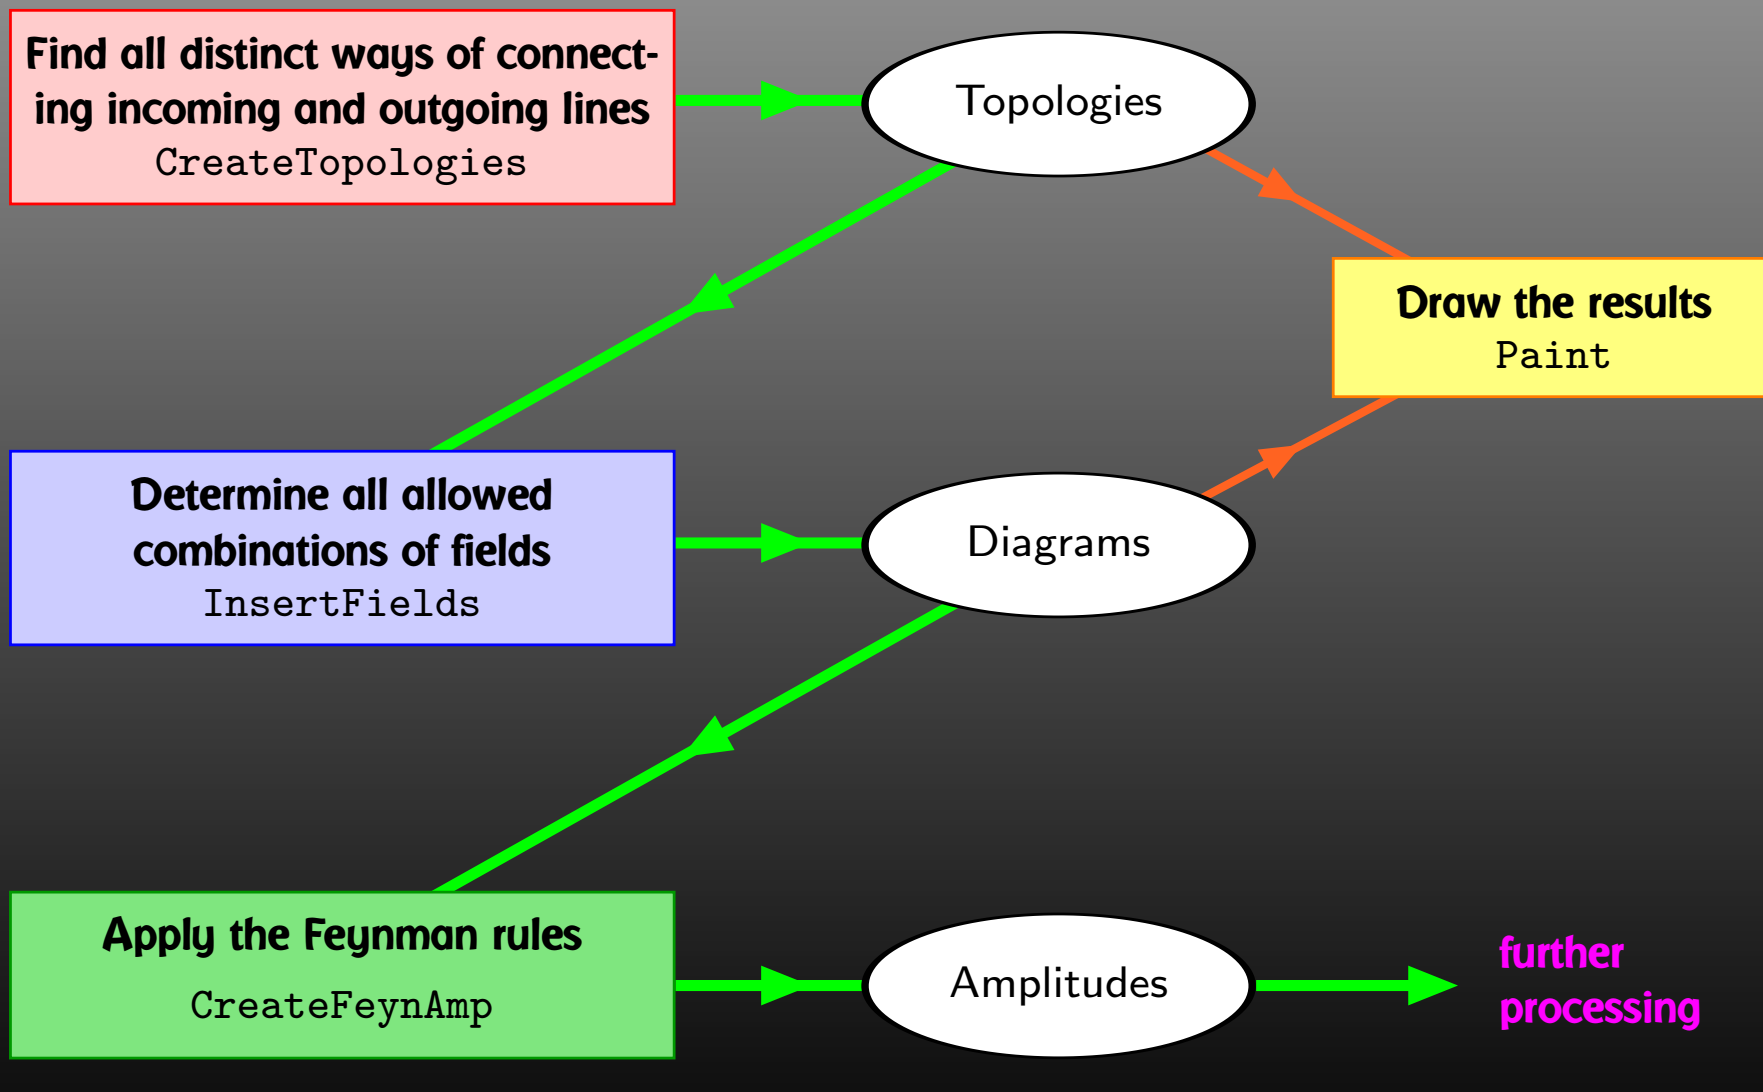 Find all distinct ways of connect-
ing incoming and outgoing lines
CreateTopologies
Topologies
Draw the results
Paint
Determine all allowed
combinations of fields
InsertFields
Diagrams
Apply the Feynman rules
CreateFeynAmp
Amplitudes
further
processing